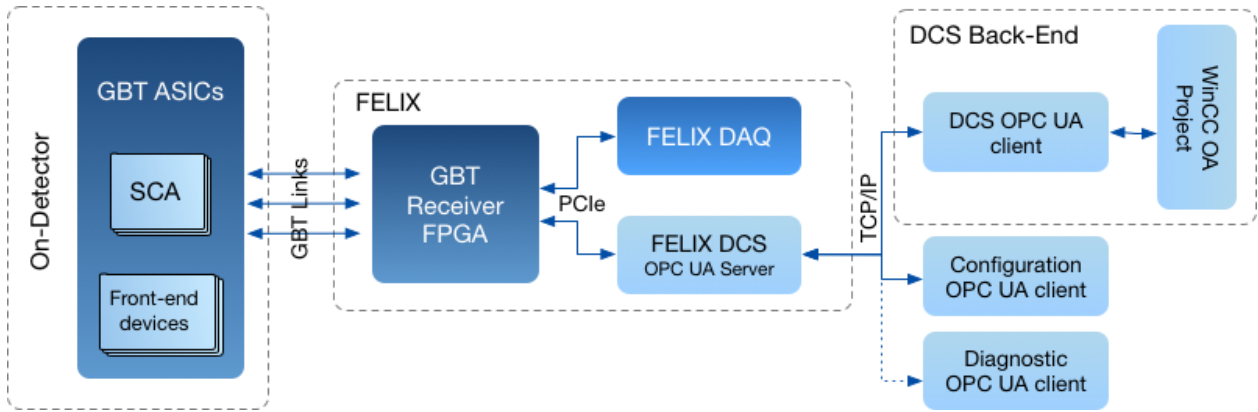 On-Detector
GBT ASICs
SCA
Front-end
devices
GBT Links
FELIX
GBT
Receiver
FPGA
PCIe
FELIX DAQ
FELIX DCS
OPC UA Server
TCP/IP
DCS Back-End
DCS OPC UA
client
WinCC OA
Project
Configuration
OPC UA client
Diagnostic
OPC UA client